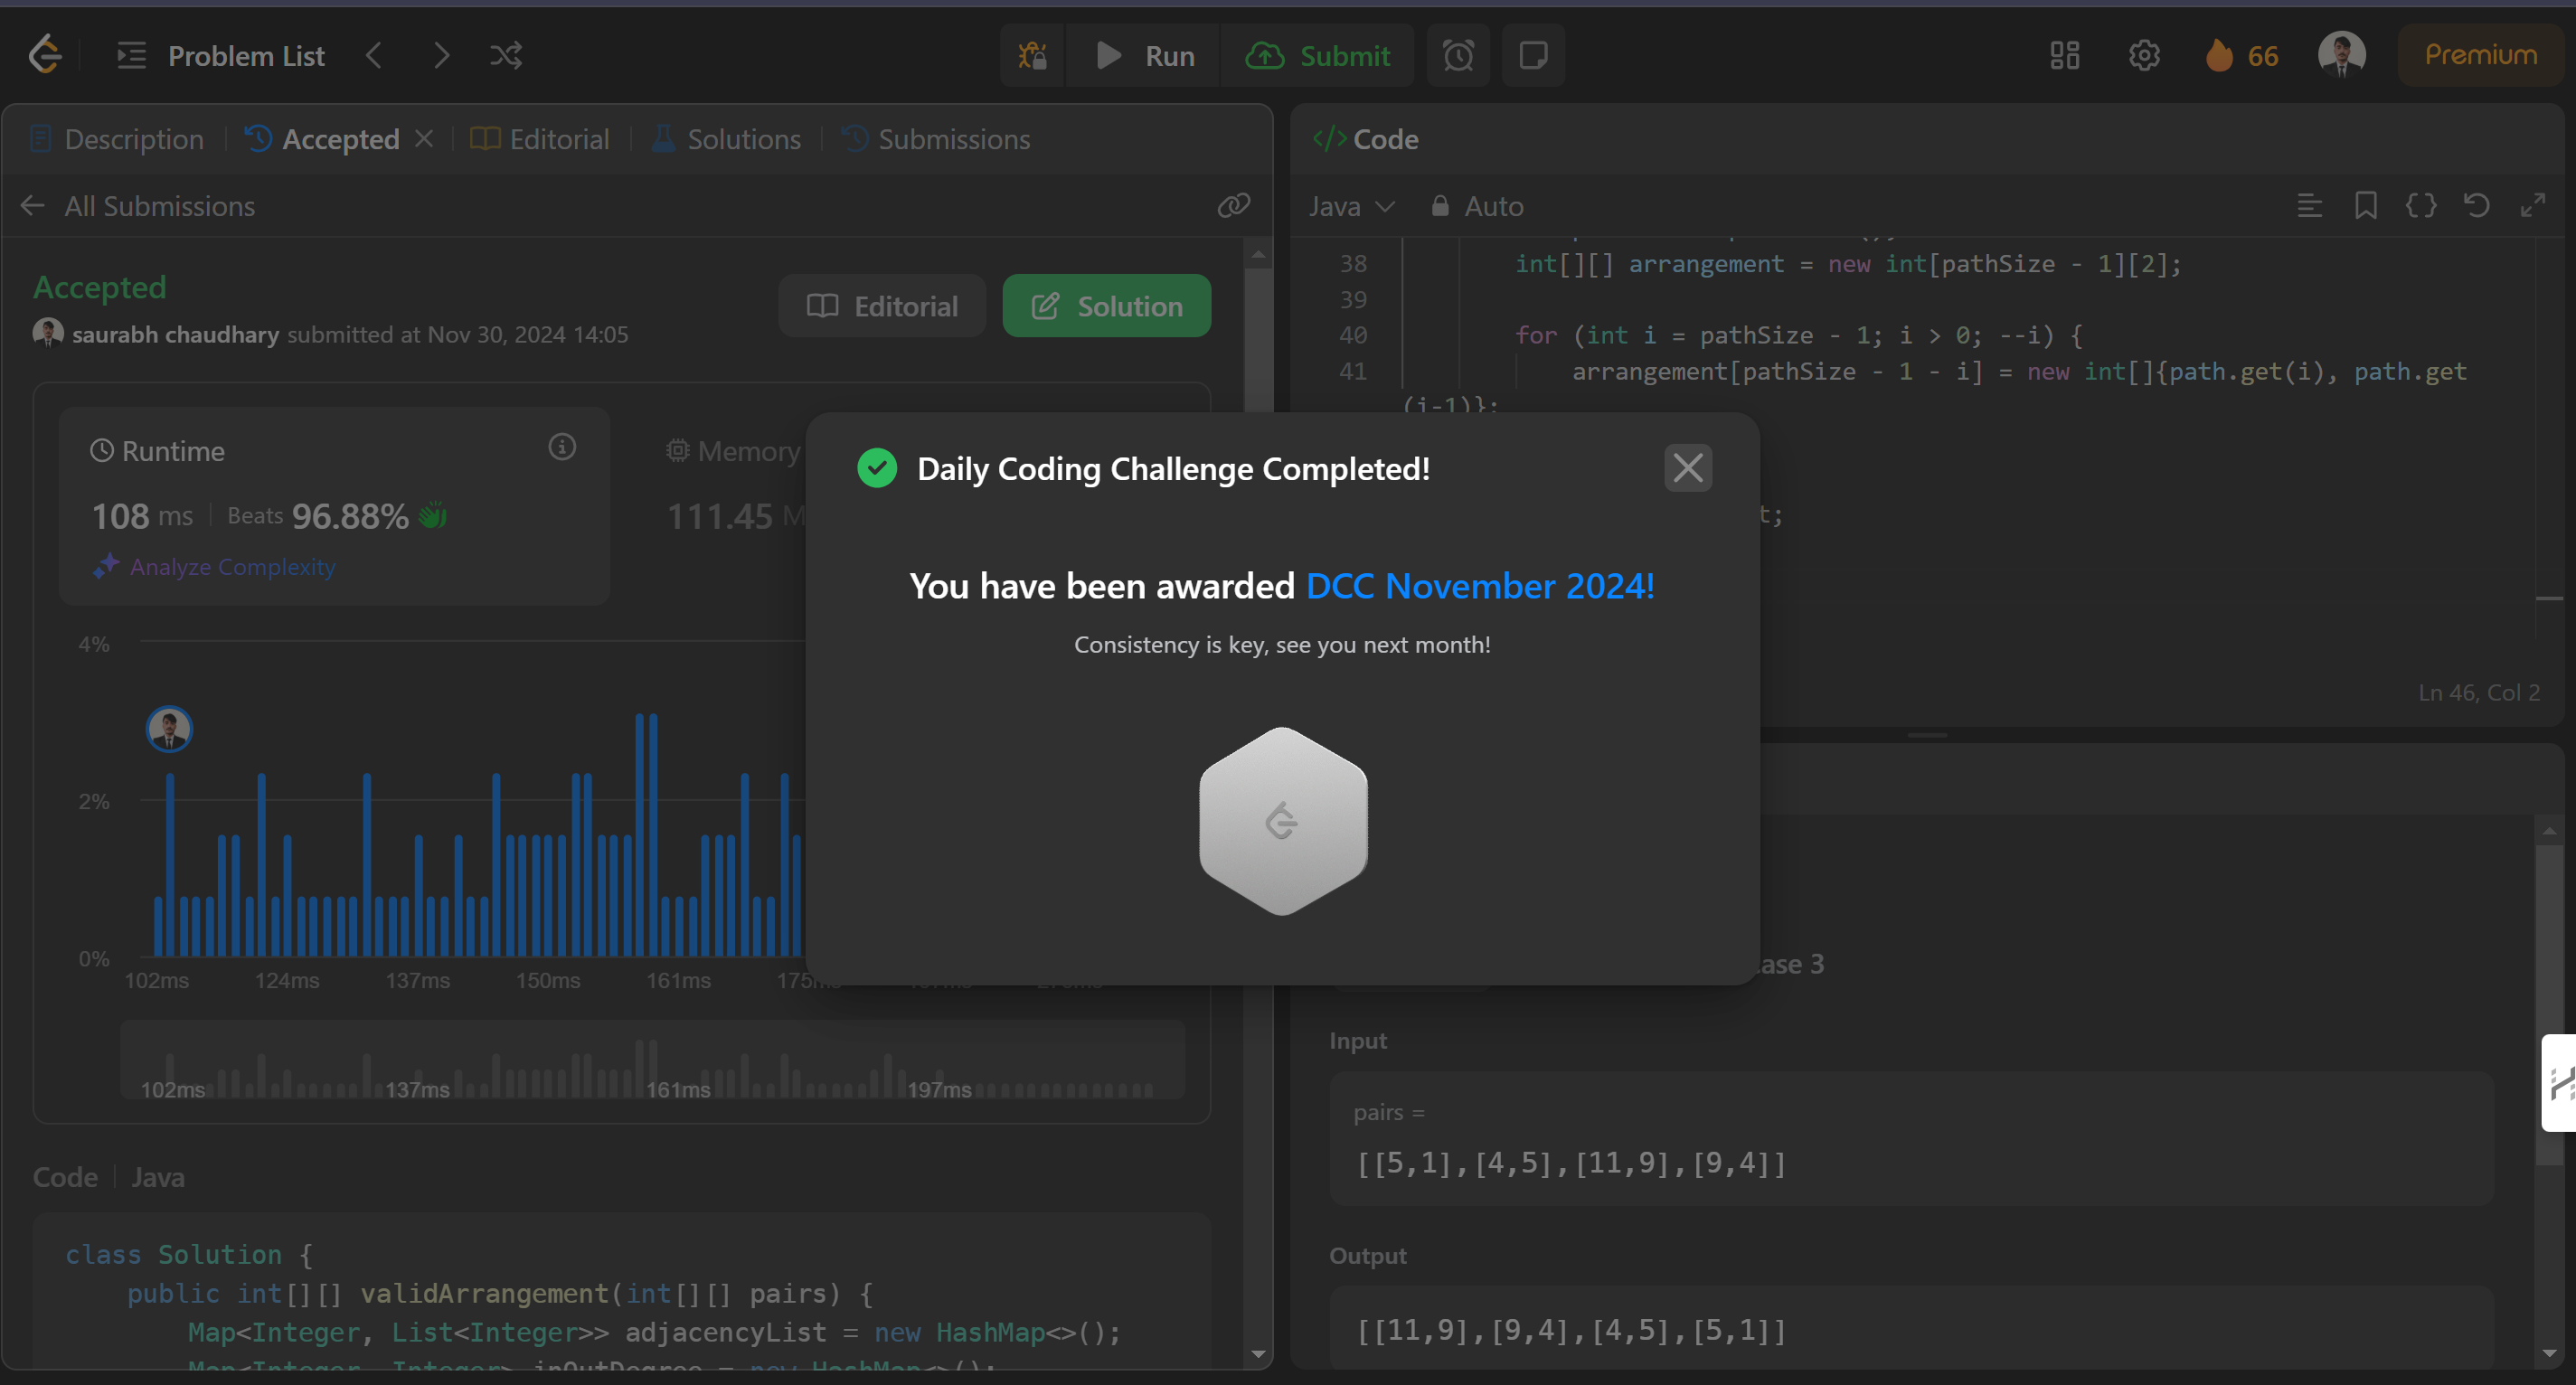 Problem List
Run
Submit
66
Premium
Description
Accepted
Editorial
Solutions
Submissions
All Submissions
Accepted
saurabh chaudhary submitted at Nov 30, 2024 14:05
Editorial
Solution
Runtime
108 ms
Beats 96.88%
Analyze Complexity
Memory
111.45
4%
2%
0%
102ms
124ms
137ms
150ms
161ms
102ms
137ms
161ms
197ms
Code
Java
class Solution {
public int[][] validArrangement(int[][] pairs) {
Map<Integer, List<Integer>> adjacencyList = new HashMap<>();
Map<Integer, Integer> inOutDegree = new HashMap<>();
Daily Coding Challenge Completed!
You have been awarded DCC November 2024!
Consistency is key, see you next month!
</> Code
Java
Auto
38 int[][] arrangement = new int[pathSize - 1][2];
39
40 for (int i = pathSize - 1; i > 0; --i) {
41 arrangement[pathSize - 1 - i] = new int[]{path.get(i), path.get
(i-1)};
t;
Ln 46, Col 2
ase 3
Input
pairs =
[[5,1],[4,5],[11,9],[9,4]]
Output
[[11,9],[9,4],[4,5],[5,1]]